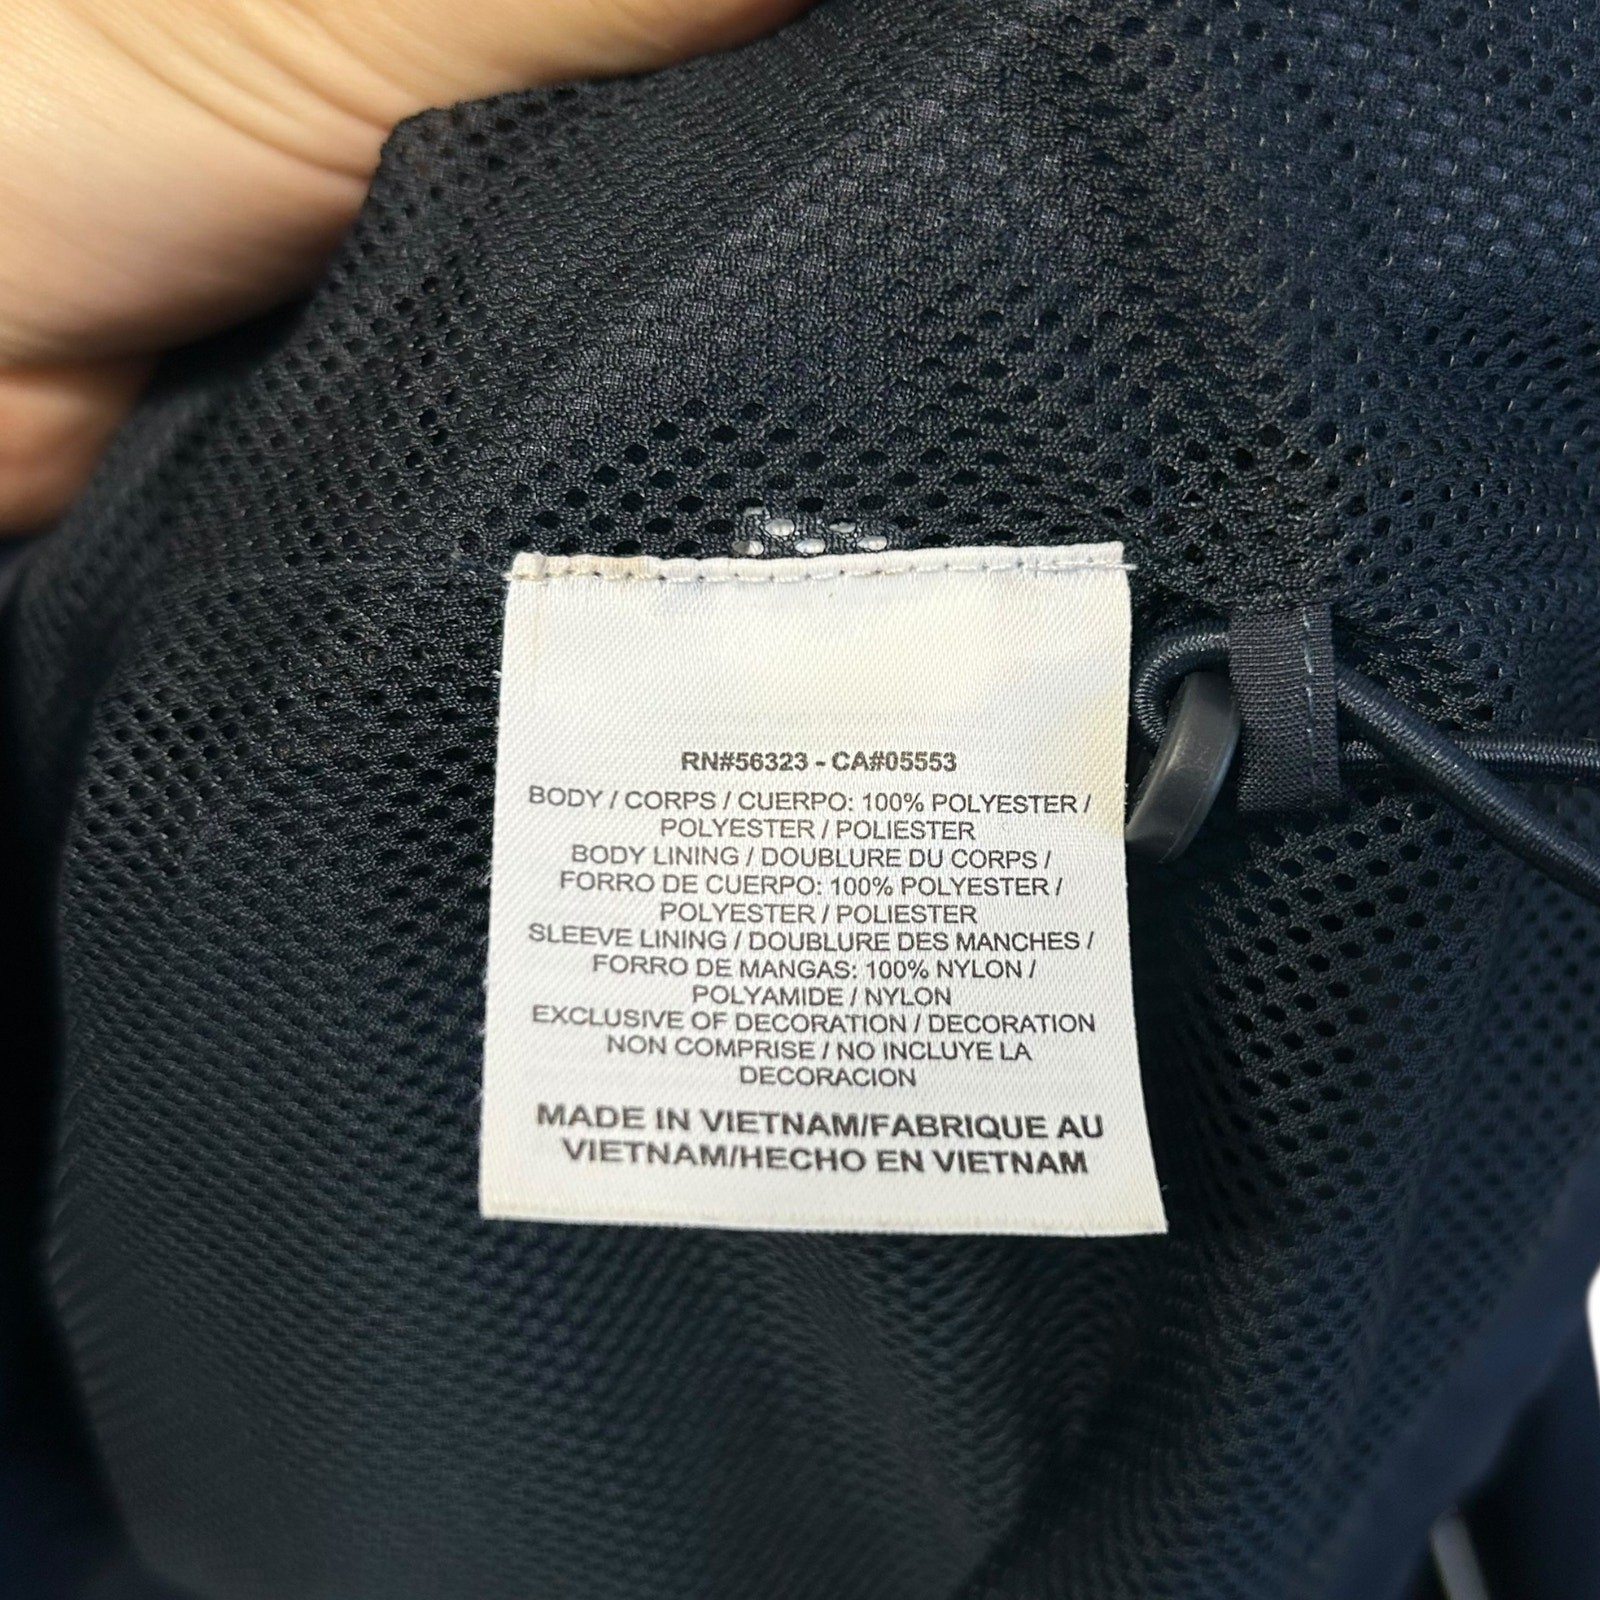 RN#56323 - CA#05553
BODY / CORPS / CUERPO: 100% POLYESTER /
POLYESTER / POLIESTER
BODY LINING / DOUBLURE DU CORPS /
FORRO DE CUERPO: 100% POLYESTER /
POLYESTER / POLIESTER
SLEEVE LINING / DOUBLURE DES MANCHES /
FORRO DE MANGAS: 100% NYLON /
POLYAMIDE / NYLON
EXCLUSIVE OF DECORATION / DECORATION
NON COMPRISE / NO INCLUYE LA
DECORACION
MADE IN VIETNAM/FABRIQUE AU
VIETNAM/HECHO EN VIETNAM